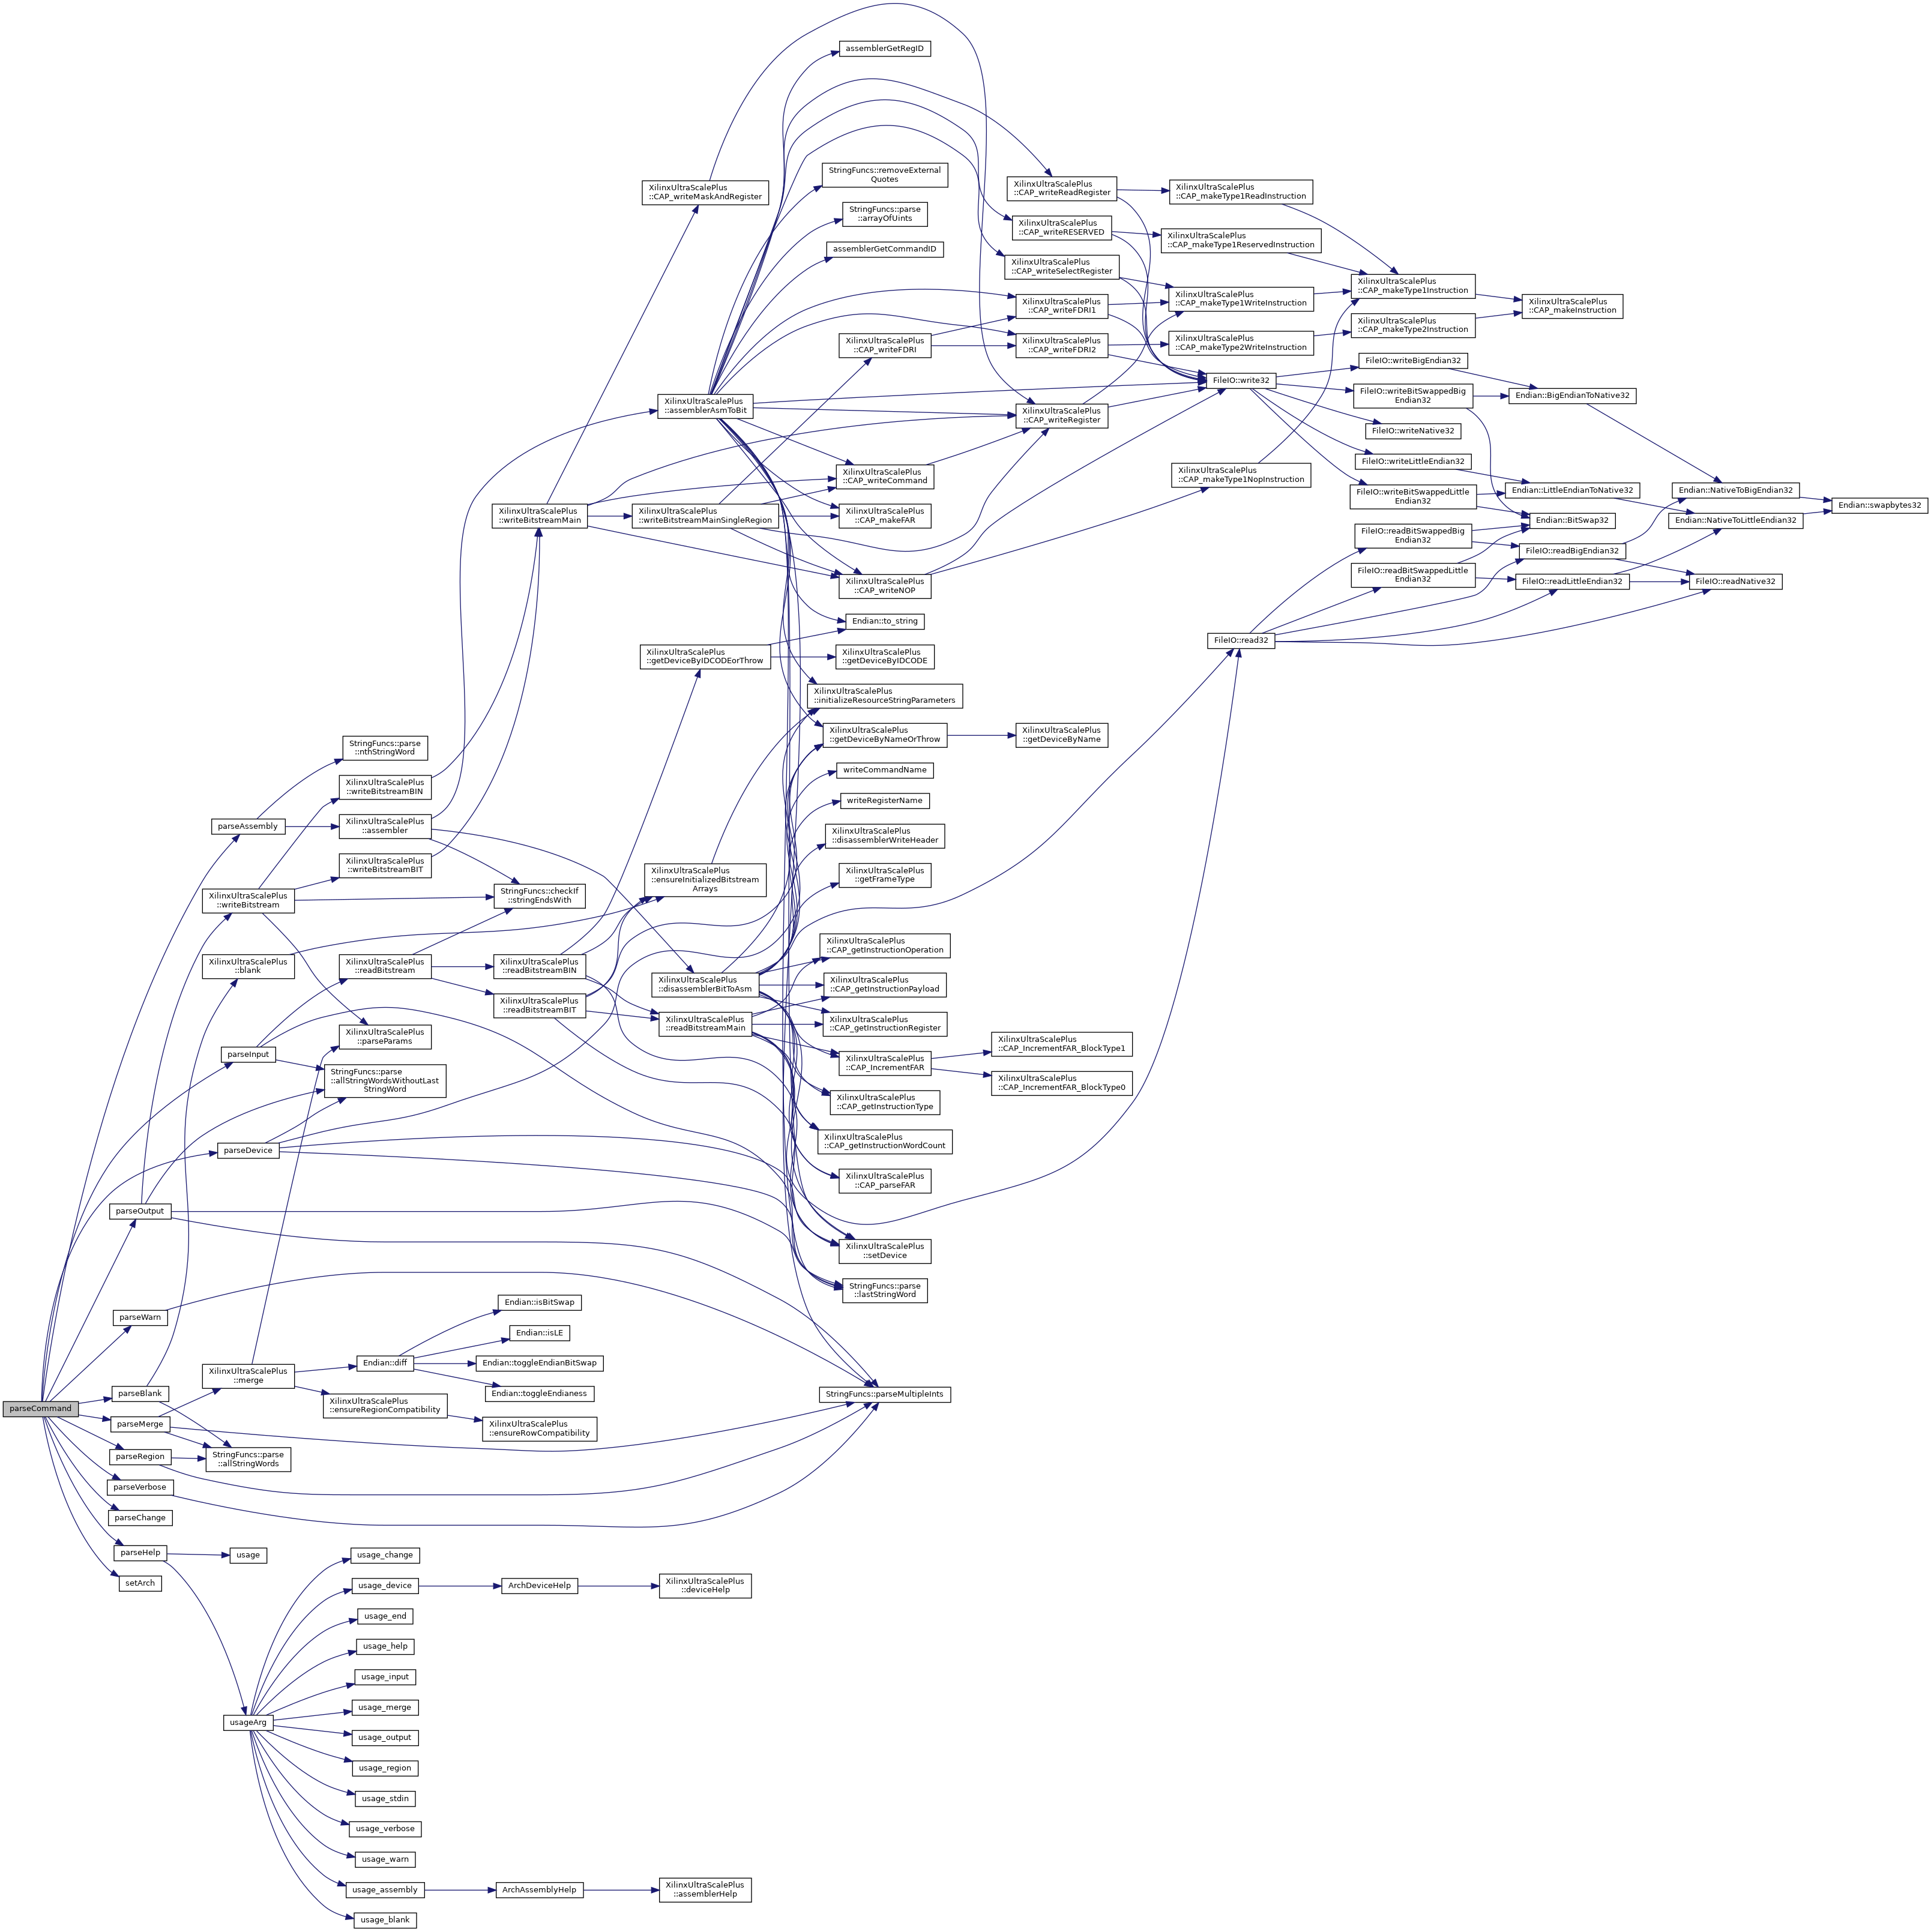 parseCommand
parseAssembly
StringFuncs::parse
::nthStringWord
XilinxUltraScalePlus
::writeBitstreamBIN
XilinxUltraScalePlus
::assembler
XilinxUltraScalePlus
::writeBitstreamBIT
XilinxUltraScalePlus
::writeBitstream
XilinxUltraScalePlus
::blank
XilinxUltraScalePlus
::readBitstream
parseInput
XilinxUltraScalePlus
::parseParams
StringFuncs::parse
::allStringWordsWithoutLast
StringWord
parseDevice
parseOutput
parseWarn
XilinxUltraScalePlus
::merge
parseBlank
parseMerge
parseRegion
StringFuncs::parse
::allStringWords
parseVerbose
parseChange
parseHelp
usage
setArch
usageArg
usage_change
usage_device
usage_end
usage_help
usage_input
usage_merge
usage_output
usage_region
usage_stdin
usage_verbose
usage_warn
usage_assembly
usage_blank
ArchDeviceHelp
XilinxUltraScalePlus
::deviceHelp
ArchAssemblyHelp
XilinxUltraScalePlus
::assemblerHelp
Endian::diff
XilinxUltraScalePlus
::ensureRegionCompatibility
Endian::isBitSwap
Endian::isLE
Endian::toggleEndianBitSwap
Endian::toggleEndianess
XilinxUltraScalePlus
::ensureRowCompatibility
XilinxUltraScalePlus
::writeBitstreamMain
StringFuncs::checkIf
::stringEndsWith
XilinxUltraScalePlus
::readBitstreamBIN
XilinxUltraScalePlus
::readBitstreamBIT
XilinxUltraScalePlus
::CAP_writeMaskAndRegister
XilinxUltraScalePlus
::assemblerAsmToBit
XilinxUltraScalePlus
::writeBitstreamMainSingleRegion
XilinxUltraScalePlus
::getDeviceByIDCODEorThrow
XilinxUltraScalePlus
::ensureInitializedBitstream
Arrays
XilinxUltraScalePlus
::disassemblerBitToAsm
XilinxUltraScalePlus
::readBitstreamMain
assemblerGetRegID
StringFuncs::removeExternal
Quotes
StringFuncs::parse
::arrayOfUints
assemblerGetCommandID
XilinxUltraScalePlus
::CAP_writeFDRI
XilinxUltraScalePlus
::CAP_writeCommand
XilinxUltraScalePlus
::CAP_makeFAR
XilinxUltraScalePlus
::CAP_writeNOP
Endian::to_string
XilinxUltraScalePlus
::getDeviceByIDCODE
XilinxUltraScalePlus
::initializeResourceStringParameters
XilinxUltraScalePlus
::getDeviceByNameOrThrow
writeCommandName
writeRegisterName
XilinxUltraScalePlus
::disassemblerWriteHeader
XilinxUltraScalePlus
::getFrameType
XilinxUltraScalePlus
::CAP_getInstructionOperation
XilinxUltraScalePlus
::CAP_getInstructionPayload
XilinxUltraScalePlus
::CAP_getInstructionRegister
XilinxUltraScalePlus
::CAP_IncrementFAR
XilinxUltraScalePlus
::CAP_getInstructionType
XilinxUltraScalePlus
::CAP_getInstructionWordCount
XilinxUltraScalePlus
::CAP_parseFAR
XilinxUltraScalePlus
::setDevice
StringFuncs::parse
::lastStringWord
StringFuncs::parseMultipleInts
XilinxUltraScalePlus
::CAP_writeReadRegister
XilinxUltraScalePlus
::CAP_writeRESERVED
XilinxUltraScalePlus
::CAP_writeSelectRegister
XilinxUltraScalePlus
::CAP_writeFDRI1
XilinxUltraScalePlus
::CAP_writeFDRI2
XilinxUltraScalePlus
::CAP_writeRegister
XilinxUltraScalePlus
::getDeviceByName
XilinxUltraScalePlus
::CAP_IncrementFAR_BlockType1
XilinxUltraScalePlus
::CAP_IncrementFAR_BlockType0
XilinxUltraScalePlus
::CAP_makeType1ReadInstruction
XilinxUltraScalePlus
::CAP_makeType1ReservedInstruction
XilinxUltraScalePlus
::CAP_makeType1WriteInstruction
XilinxUltraScalePlus
::CAP_makeType2WriteInstruction
FileIO::write32
XilinxUltraScalePlus
::CAP_makeType1NopInstruction
FileIO::read32
XilinxUltraScalePlus
::CAP_makeType1Instruction
XilinxUltraScalePlus
::CAP_makeType2Instruction
FileIO::writeBigEndian32
FileIO::writeBitSwappedBig
Endian32
FileIO::writeNative32
FileIO::writeLittleEndian32
FileIO::writeBitSwappedLittle
Endian32
FileIO::readBitSwappedBig
Endian32
FileIO::readBitSwappedLittle
Endian32
XilinxUltraScalePlus
::CAP_makeInstruction
Endian::BigEndianToNative32
Endian::LittleEndianToNative32
Endian::BitSwap32
FileIO::readBigEndian32
FileIO::readLittleEndian32
Endian::NativeToBigEndian32
Endian::NativeToLittleEndian32
FileIO::readNative32
Endian::swapbytes32